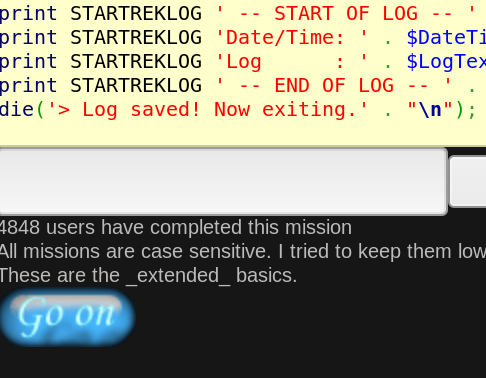 print STARTREKLOG ' -- START OF LOG -- '
print STARTREKLOG 'Date/Time: ' . $DateTi
print STARTREKLOG 'Log      : ' . $LogTex
print STARTREKLOG ' -- END OF LOG -- ' .
die('> Log saved! Now exiting.' . "\n");
4848 users have completed this mission
All missions are case sensitive. I tried to keep them low
These are the _extended_ basics.
Go on